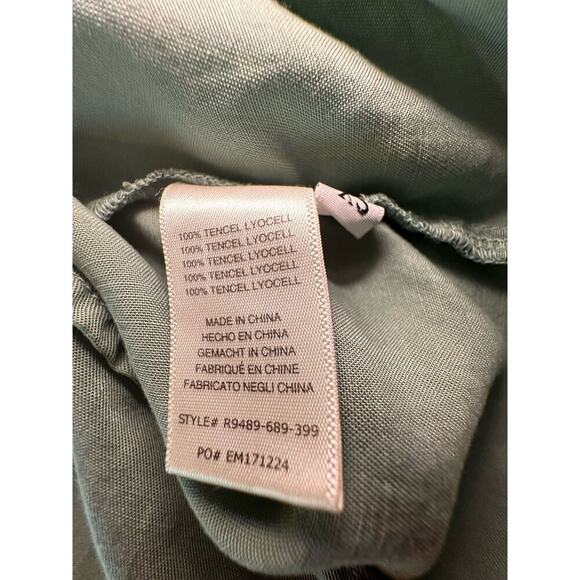 100% TENCEL LYOCELL
100% TENCEL LYOCELL
100% TENCEL LYOCELL
100% TENCEL LYOCELL
100% TENCEL LYOCELL
MADE IN CHINA
HECHO EN CHINA
GEMACHT IN CHINA
FABRIQUÉ EN CHINE
FABRICATO NEGLI CHINA
STYLE# R9489-689-399
PO# EM171224